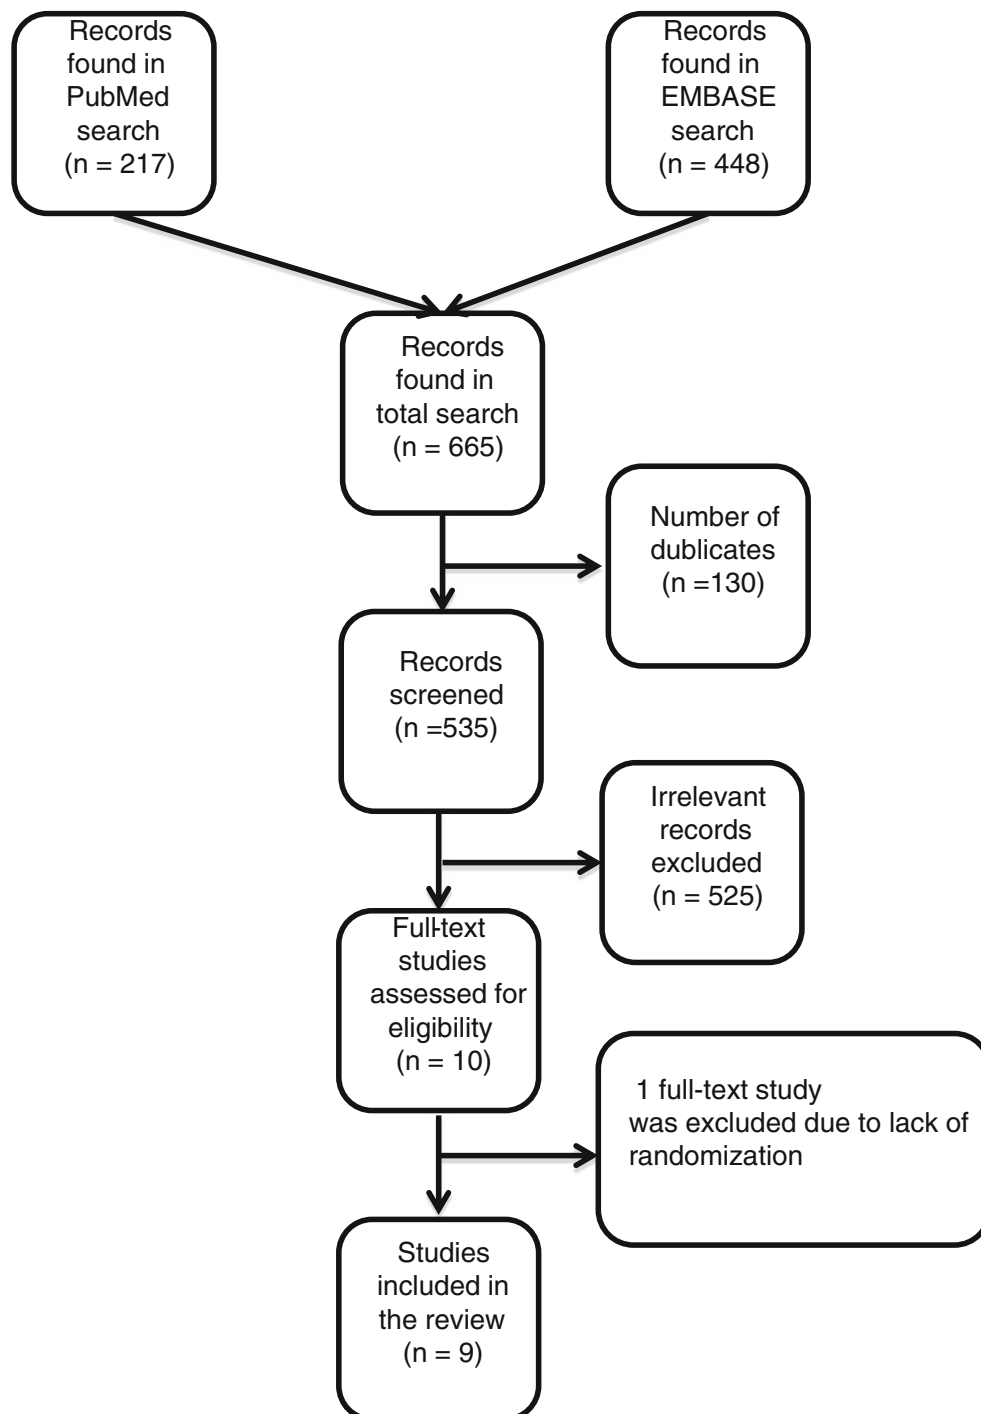 Records
found in
PubMed
search
(n = 217)
Records
found in
EMBASE
search
(n = 448)
Records
found in
total search
(n = 665)
Number of
dublicates
(n =130)
Records
screened
(n =535)
Irrelevant
records
excluded
(n = 525)
Full-text
studies
assessed for
eligibility
(n = 10)
1 full-text study
was excluded due to lack of
randomization
Studies
included in
the review
(n = 9)